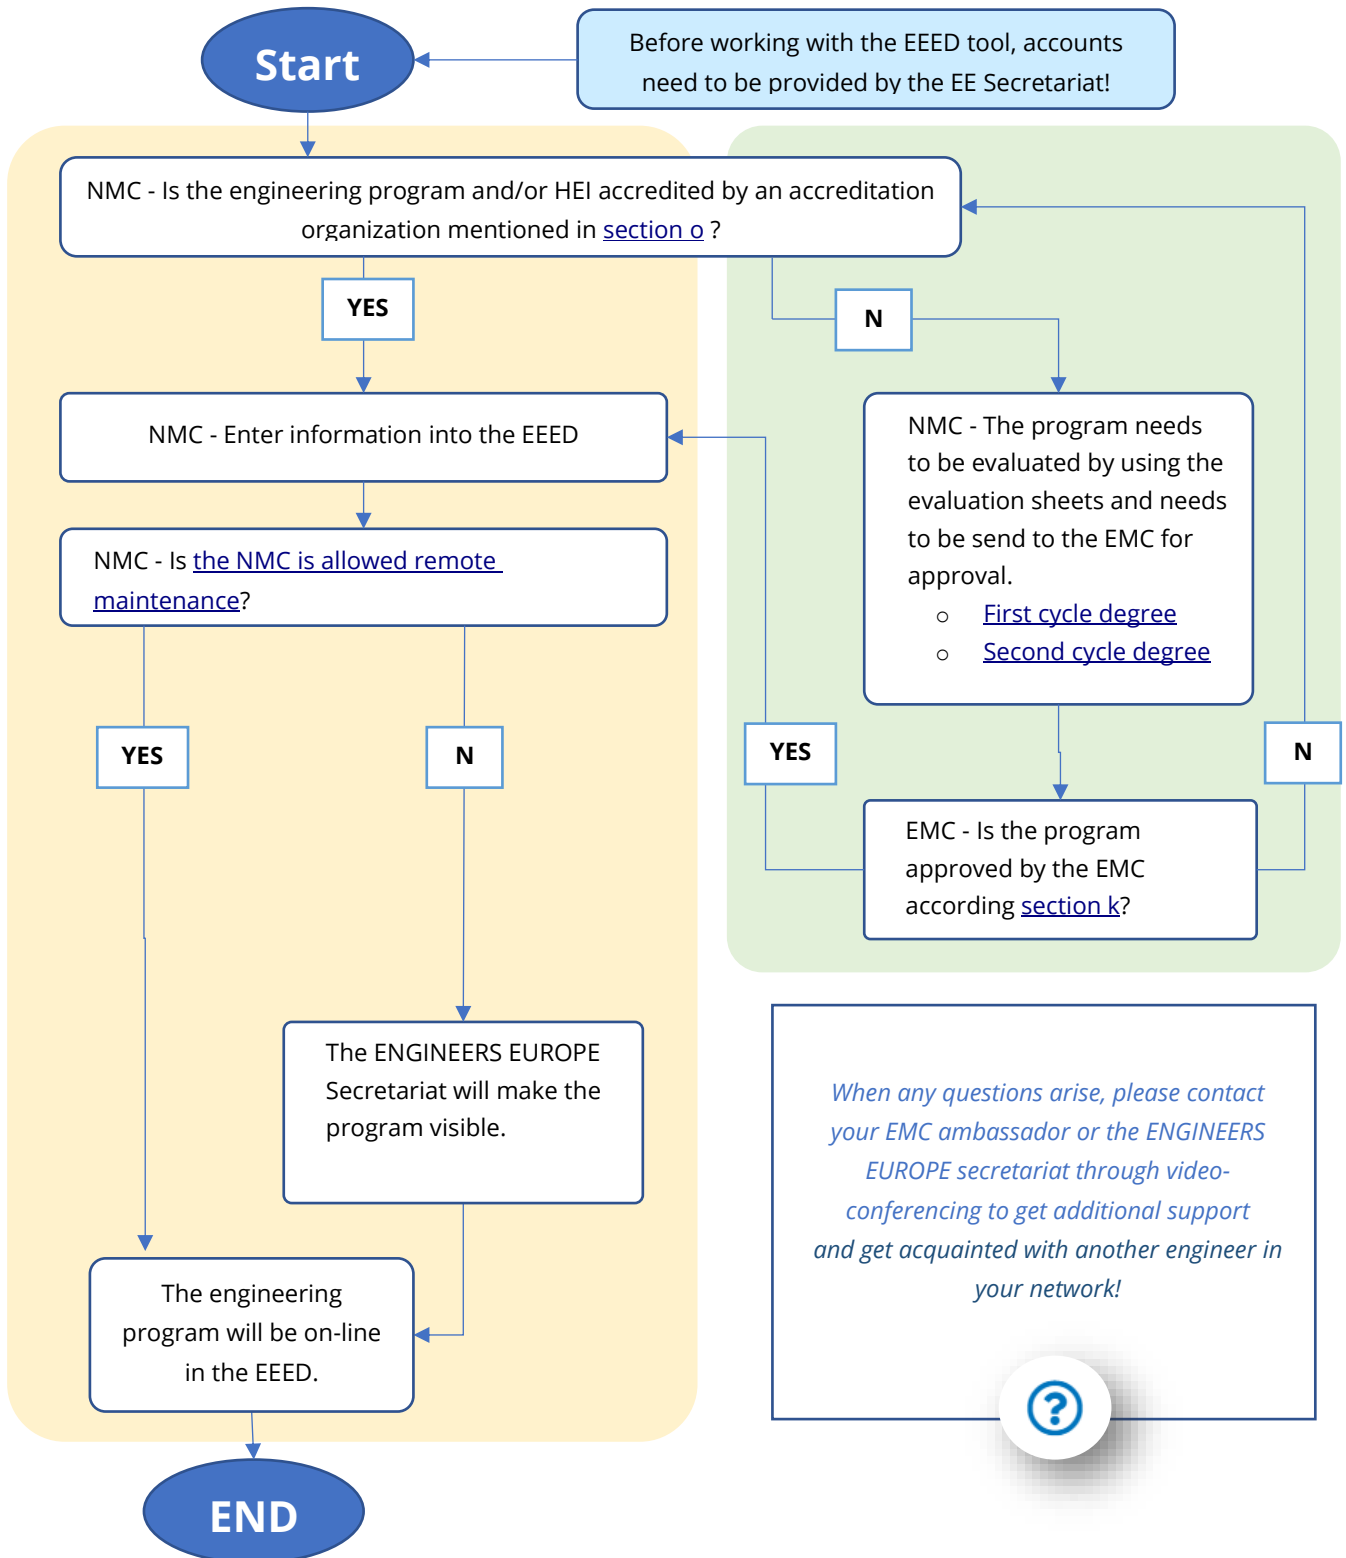 Start
Before working with the EEED tool, accounts
need to be provided by the EE Secretariat!
NMC - Is the engineering program and/or HEI accredited by an accreditation
organization mentioned in section o ?
YES
N
NMC - Enter information into the EEED
NMC - The program needs
to be evaluated by using the
evaluation sheets and needs
to be send to the EMC for
approval.
o First cycle degree
o Second cycle degree
NMC - Is the NMC is allowed remote
maintenance?
YES
N
YES
N
EMC - Is the program
approved by the EMC
according section k?
The ENGINEERS EUROPE
Secretariat will make the
program visible.
When any questions arise, please contact
your EMC ambassador or the ENGINEERS
EUROPE secretariat through video-
conferencing to get additional support
and get acquainted with another engineer in
your network!
The engineering
program will be on-line
in the EEED.
?
END